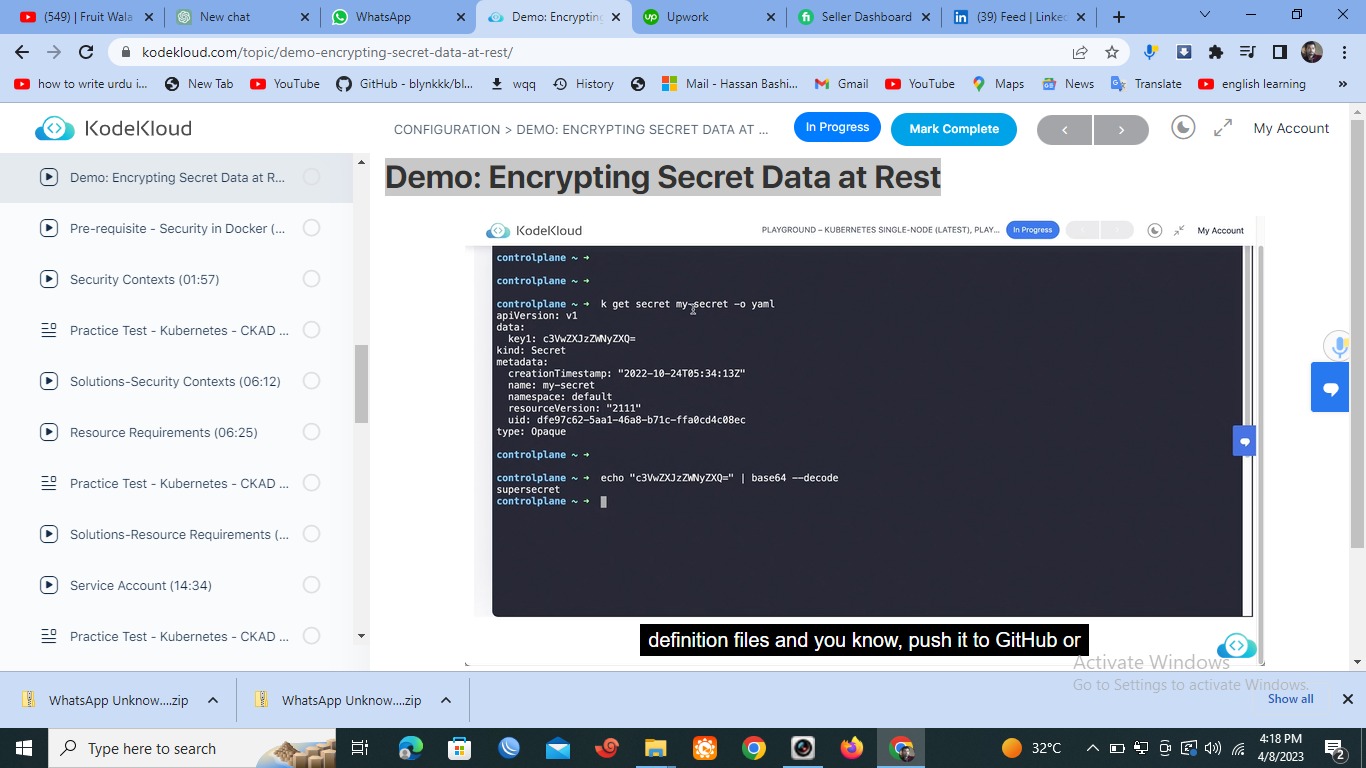 (549) | Fruit Wala
New chat
WhatsApp
Demo: Encrypting
Upwork
Seller Dashboard
(39) Feed | Linked
kodekloud.com/topic/demo-encrypting-secret-data-at-rest/
how to write urdu i...
New Tab
YouTube
GitHub - blynkkk/bl...
wqq
History
Mail - Hassan Bashi...
Gmail
YouTube
Maps
News
Translate
english learning
KodeKloud
CONFIGURATION > DEMO: ENCRYPTING SECRET DATA AT ...
In Progress
Mark Complete
My Account
Demo: Encrypting Secret Data at R...
Pre-requisite - Security in Docker (...
Security Contexts (01:57)
Practice Test - Kubernetes - CKAD ...
Solutions-Security Contexts (06:12)
Resource Requirements (06:25)
Practice Test - Kubernetes - CKAD ...
Solutions-Resource Requirements (...
Service Account (14:34)
Practice Test - Kubernetes - CKAD ...
Demo: Encrypting Secret Data at Rest
KodeKloud
PLAYGROUND – KUBERNETES SINGLE-NODE (LATEST), PLAY...
In Progress
My Account
controlplane ~ ➜
controlplane ~ ➜
controlplane ~ ➜ k get secret my-secret -o yaml
apiVersion: v1
data:
key1: c3VwZXJzZWNyZXQ=
kind: Secret
metadata:
creationTimestamp: "2022-10-24T05:34:13Z"
name: my-secret
namespace: default
resourceVersion: "2111"
uid: dfe97c62-5aa1-46a8-b71c-ffa0cd4c08ec
type: Opaque
controlplane ~ ➜
controlplane ~ ➜ echo "c3VwZXJzZWNyZXQ=" | base64 --decode
supersecret
controlplane ~ ➜
definition files and you know, push it to GitHub or
Activate Windows
Go to Settings to activate Windows.
WhatsApp Unknow....zip
WhatsApp Unknow....zip
Show all
Type here to search
32°C
4:18 PM
4/8/2023
2